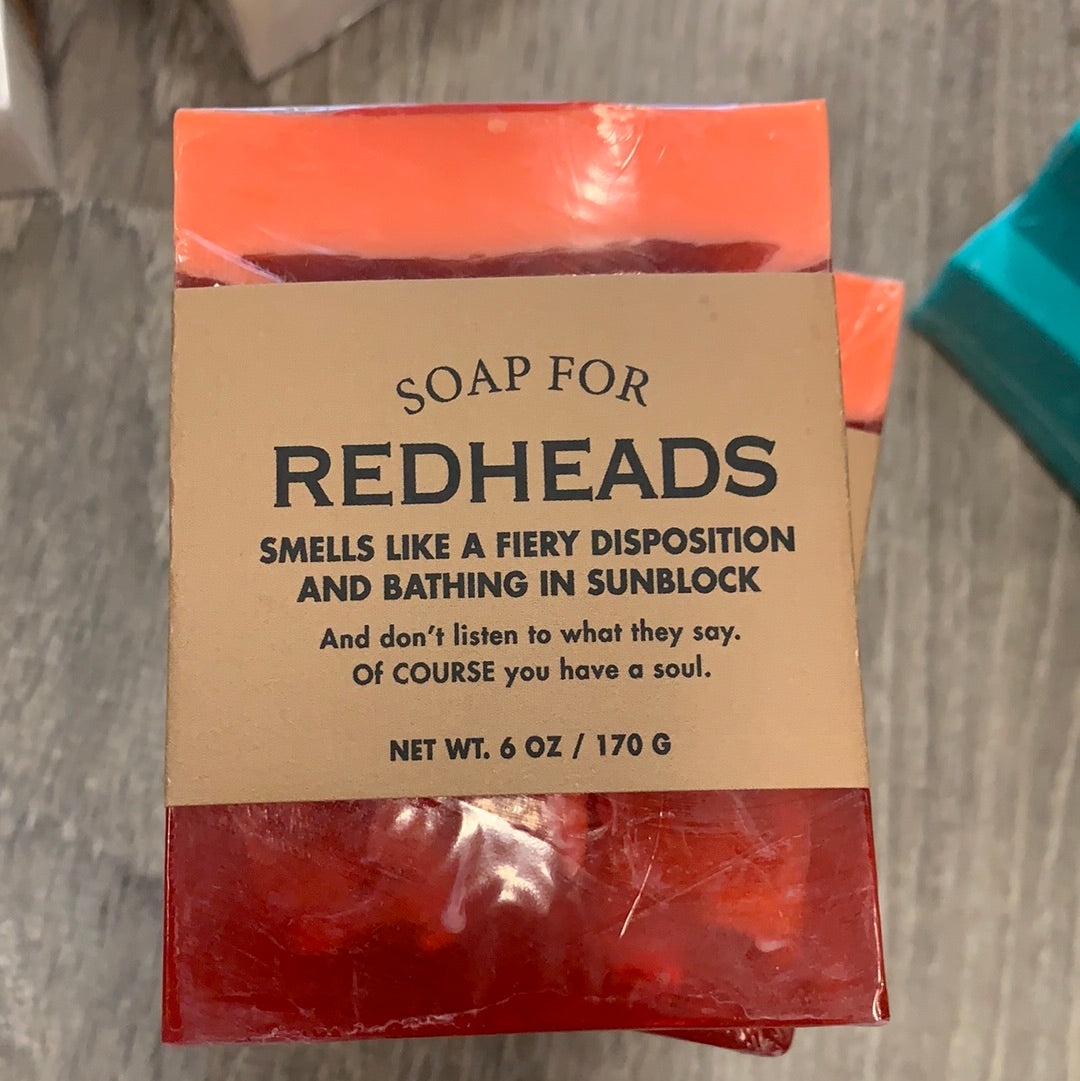 SOAP FOR
REDHEADS
SMELLS LIKE A FIERY DISPOSITION
AND BATHING IN SUNBLOCK
And don't listen to what they say.
Of COURSE you have a soul.
NET WT. 6 OZ / 170 G